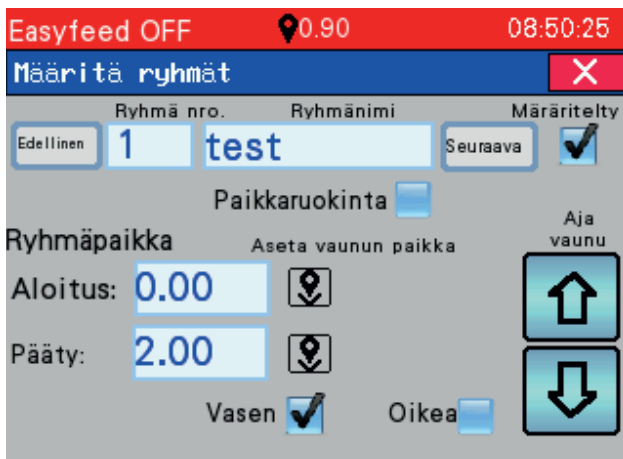 Easyfeed OFF 0.90 08:50:25
Määritä ryhmät
Ryhmä nro. Ryhmänimi Märäritelty
Edellinen 1 test Seuraava
Paikkaruokinta
Aja
Ryhmäpaikka Aseta vaunun paikka vaunu
Aloitus: 0.00
Pääty: 2.00
Vasen Oikea